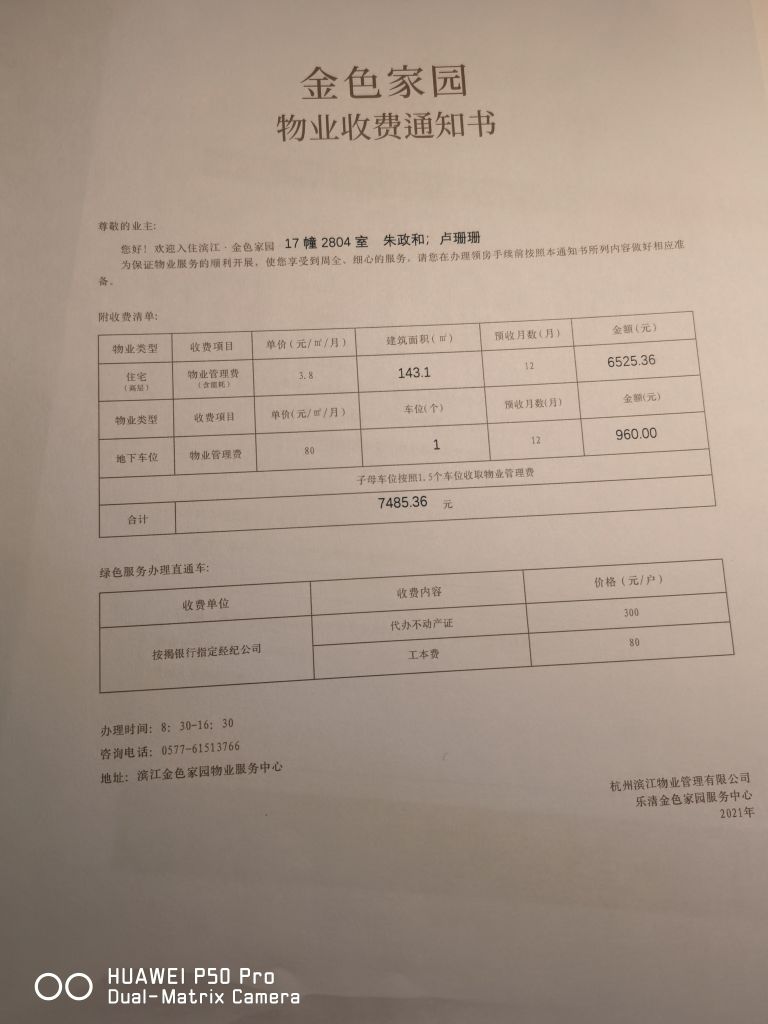 金色家园
物业收费通知书
尊敬的业主:
您好！欢迎入住滨江·金色家园 17 幢 2804 室 朱政和；卢珊珊
为保证物业服务的顺利开展，使您享受到周全、细心的服务，请您在办理领房手续前按照本通知书所列内容做好相应准
备。
附收费清单:
物业类型 收费项目 单价(元/㎡/月) 建筑面积(㎡) 预收月数(月) 金额(元)
住宅
(高层) 物业管理费
(含能耗) 3.8 143.1 12 6525.36
物业类型 收费项目 单价(元/㎡/月) 车位(个) 预收月数(月) 金额(元)
地下车位 物业管理费 80 1 12 960.00
子母车位按照1.5个车位收取物业管理费
合计 7485.36 元
绿色服务办理直通车:
收费单位 收费内容 价格(元/户)
按揭银行指定经纪公司 代办不动产证 300
工本费 80
办理时间: 8: 30-16: 30
咨询电话: 0577-61513766
地址: 滨江金色家园物业服务中心
杭州滨江物业管理有限公司
乐清金色家园服务中心
2021年
HUAWEI P50 Pro
Dual-Matrix Camera